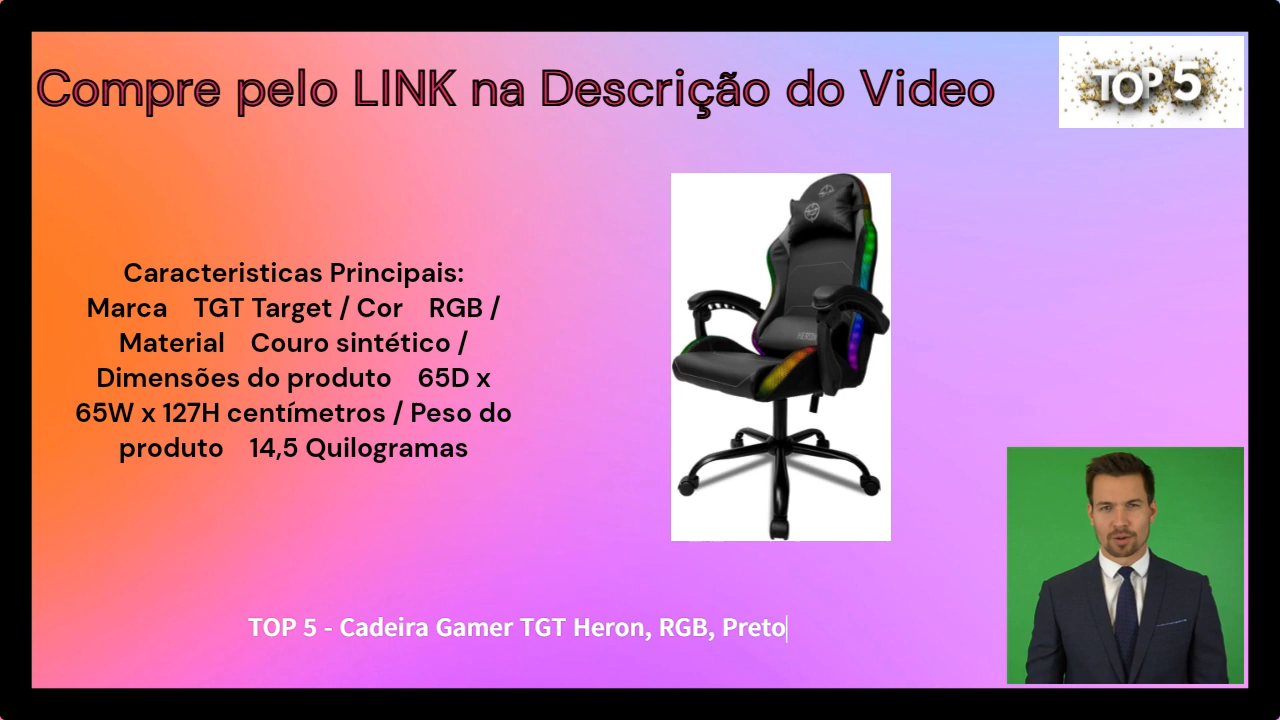 Compre pelo LINK na Descrição do Video
TOP 5
Caracteristicas Principais:
Marca TGT Target / Cor RGB /
Material Couro sintético /
Dimensões do produto 65D x
65W x 127H centímetros / Peso do
produto 14,5 Quilogramas
HERON
TOP 5 - Cadeira Gamer TGT Heron, RGB, Preto